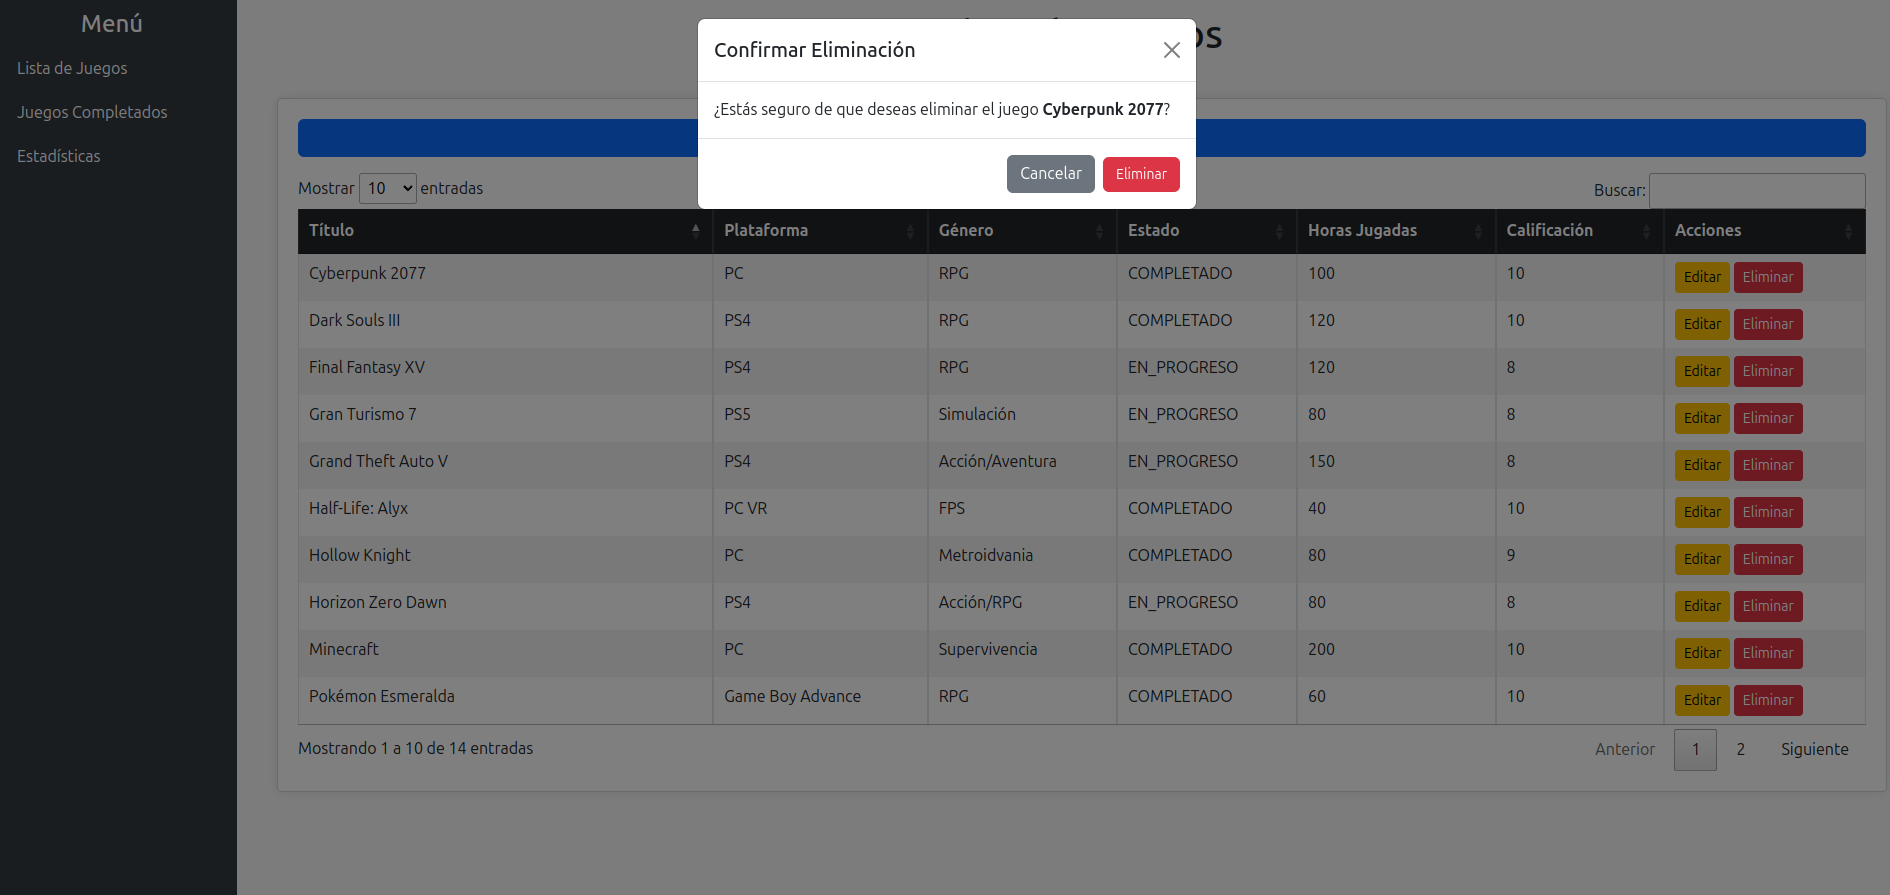 Menú
Lista de Juegos
Juegos Completados
Estadísticas
Confirmar Eliminación
¿Estás seguro de que deseas eliminar el juego Cyberpunk 2077?
Cancelar Eliminar
Mostrar 10 entradas Buscar:
Título Plataforma Género Estado Horas Jugadas Calificación Acciones
Cyberpunk 2077 PC RPG COMPLETADO 100 10 Editar Eliminar
Dark Souls III PS4 RPG COMPLETADO 120 10 Editar Eliminar
Final Fantasy XV PS4 RPG EN_PROGRESO 120 8 Editar Eliminar
Gran Turismo 7 PS5 Simulación EN_PROGRESO 80 8 Editar Eliminar
Grand Theft Auto V PS4 Acción/Aventura EN_PROGRESO 150 8 Editar Eliminar
Half-Life: Alyx PC VR FPS COMPLETADO 40 10 Editar Eliminar
Hollow Knight PC Metroidvania COMPLETADO 80 9 Editar Eliminar
Horizon Zero Dawn PS4 Acción/RPG EN_PROGRESO 80 8 Editar Eliminar
Minecraft PC Supervivencia COMPLETADO 200 10 Editar Eliminar
Pokémon Esmeralda Game Boy Advance RPG COMPLETADO 60 10 Editar Eliminar
Mostrando 1 a 10 de 14 entradas Anterior 1 2 Siguiente